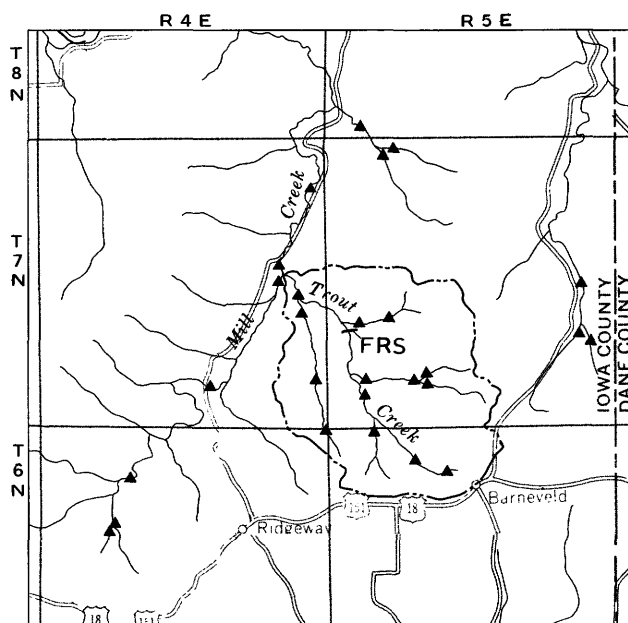 R 4 E
R 5 E
T
8
N
T
7
N
T
6
N
Mill Creek
Trout
Creek
FRS
IOWA COUNTY
DANE COUNTY
Barneveld
Ridgeway
151
18
18
151